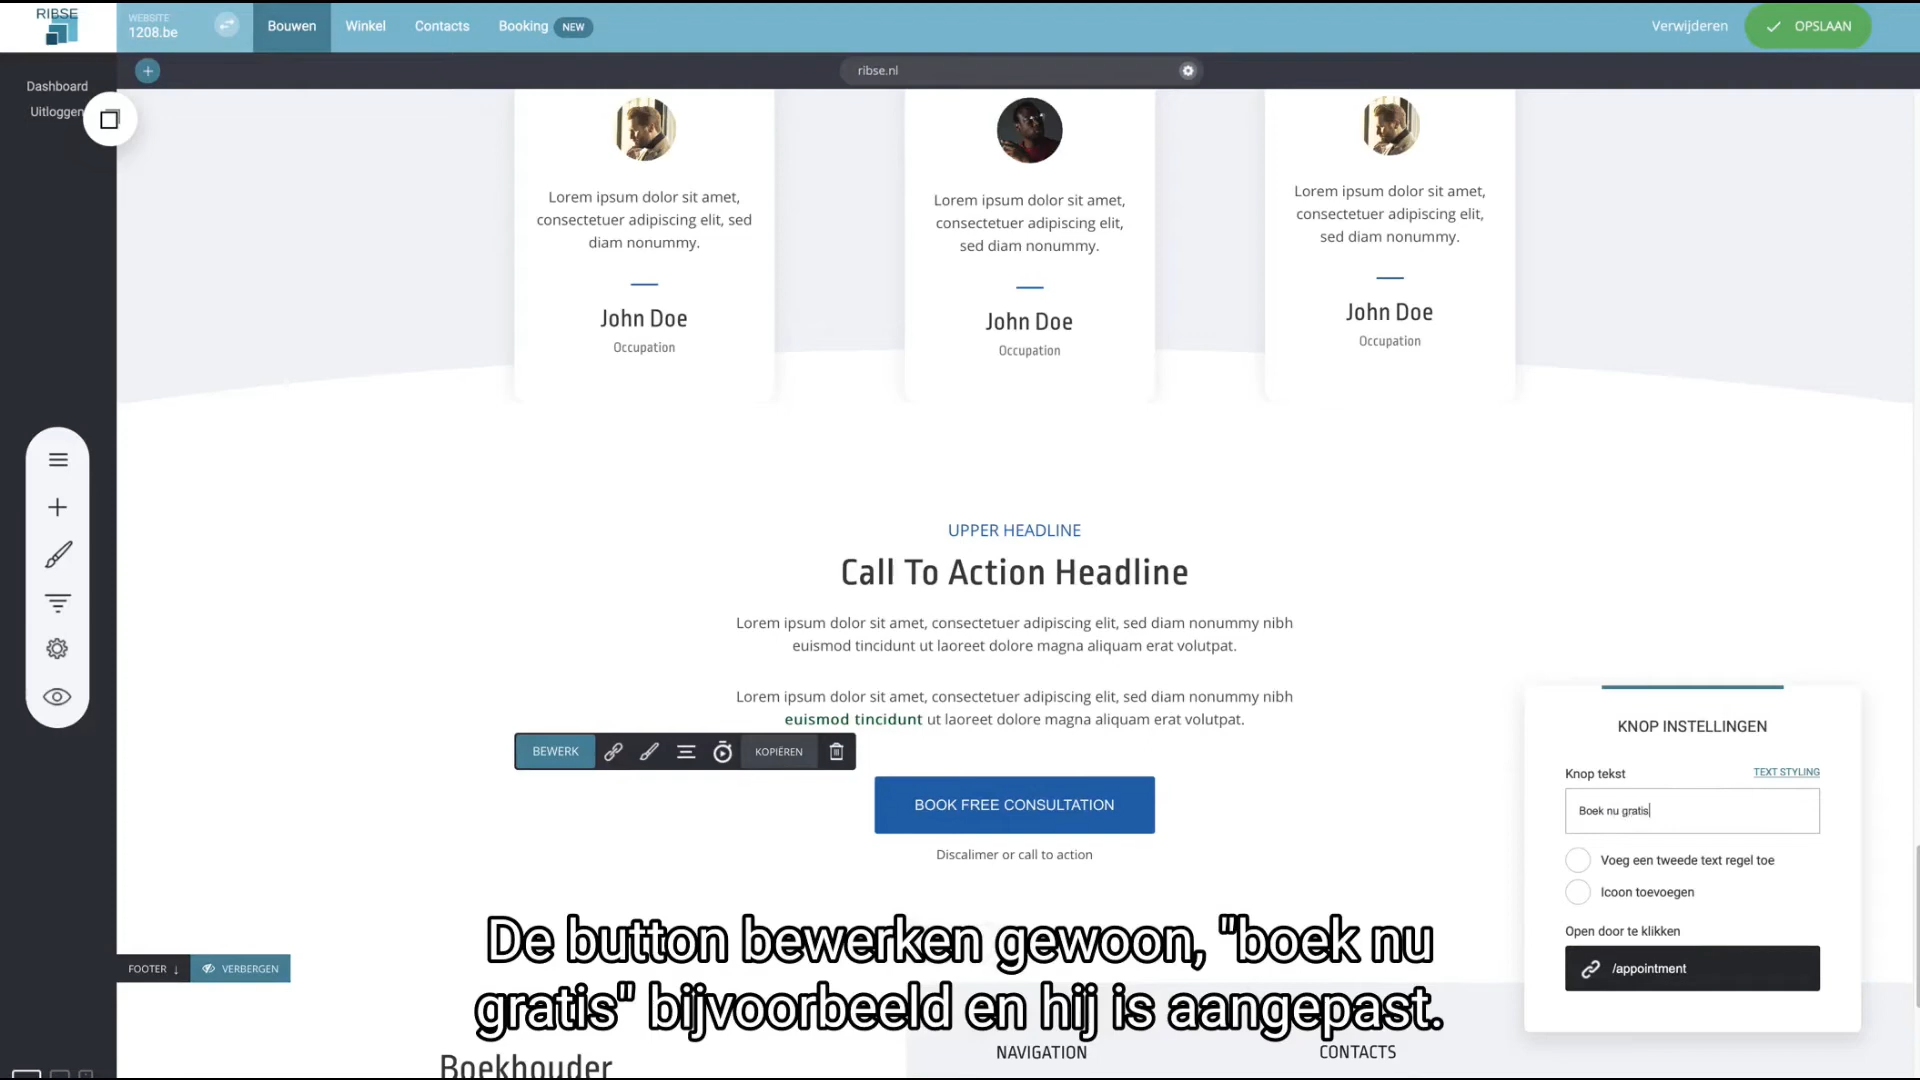 RIBSE
WEBSITE
1208.be
Bouwen
Winkel
Contacts
Booking NEW
Verwijderen
OPSLAAN
ribse.nl
Dashboard
Uitloggen
Lorem ipsum dolor sit amet,
consectetuer adipiscing elit, sed
diam nonummy.
John Doe
Occupation
Lorem ipsum dolor sit amet,
consectetuer adipiscing elit,
sed diam nonummy.
John Doe
Occupation
Lorem ipsum dolor sit amet,
consectetuer adipiscing elit,
sed diam nonummy.
John Doe
Occupation
UPPER HEADLINE
Call To Action Headline
Lorem ipsum dolor sit amet, consectetuer adipiscing elit, sed diam nonummy nibh
euismod tincidunt ut laoreet dolore magna aliquam erat volutpat.
Lorem ipsum dolor sit amet, consectetuer adipiscing elit, sed diam nonummy nibh
euismod tincidunt ut laoreet dolore magna aliquam erat volutpat.
BEWERK
KOPIËREN
BOOK FREE CONSULTATION
Discalimer or call to action
KNOP INSTELLINGEN
Knop tekst
TEXT STYLING
Boek nu gratis
Voeg een tweede text regel toe
Icoon toevoegen
Open door te klikken
/appointment
FOOTER ↓
VERBERGEN
De button bewerken gewoon, "boek nu
gratis" bijvoorbeeld en hij is aangepast.
Boekhouder
NAVIGATION
CONTACTS